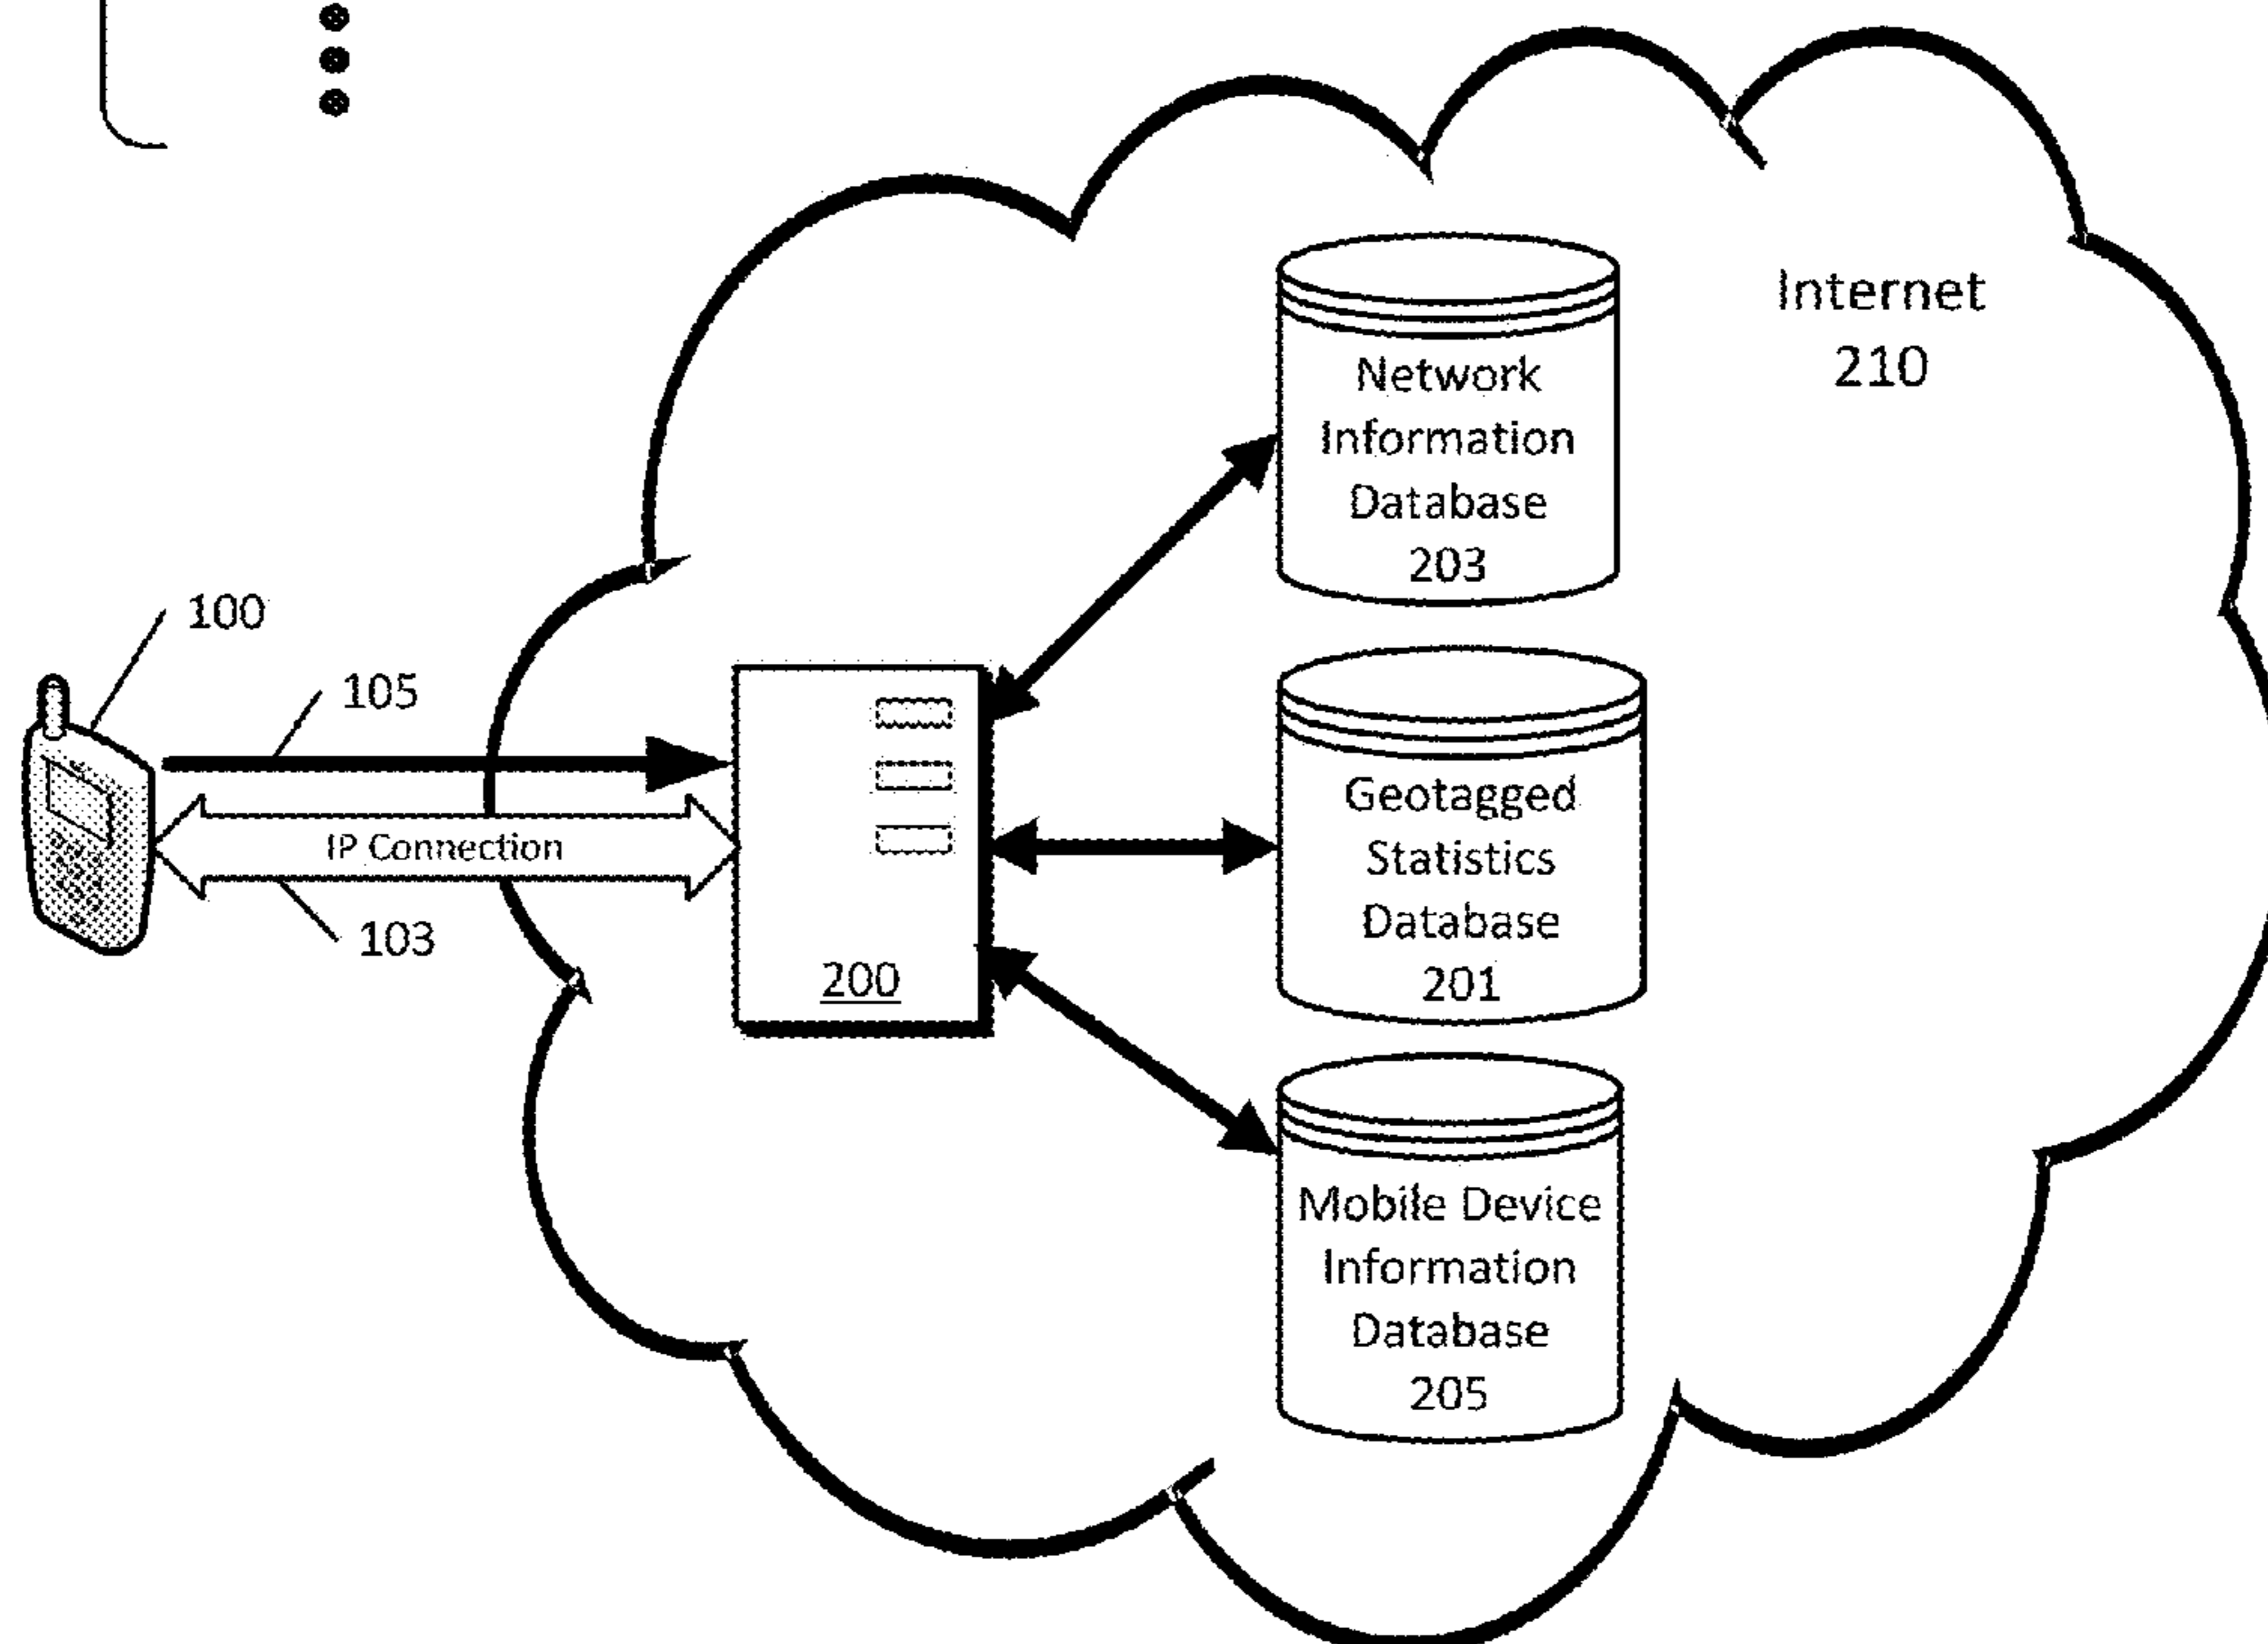 Internet
210
Network
Information
Database
203
100
105
IP Connection
103
200
Geotagged
Statistics
Database
201
Mobile Device
Information
Database
205